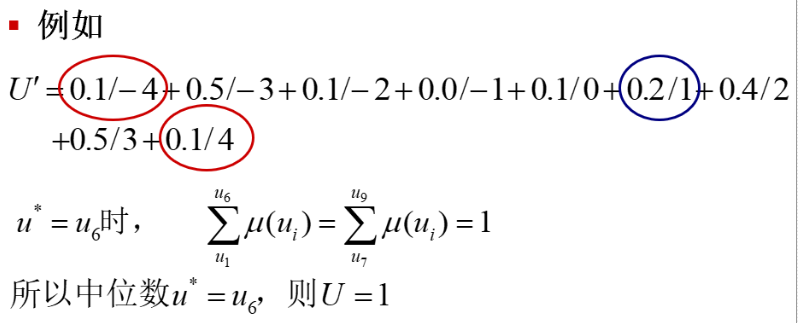 ▪ 例如
U′ = 0.1/−4 + 0.5/−3 + 0.1/−2 + 0.0/−1 + 0.1/0 + 0.2/1 + 0.4/2
+0.5/3 + 0.1/4
u* = u₆时， ∑_{u₁}^{u₆} μ(uᵢ) = ∑_{u₇}^{u₉} μ(uᵢ) = 1
所以中位数u* = u₆，则U = 1